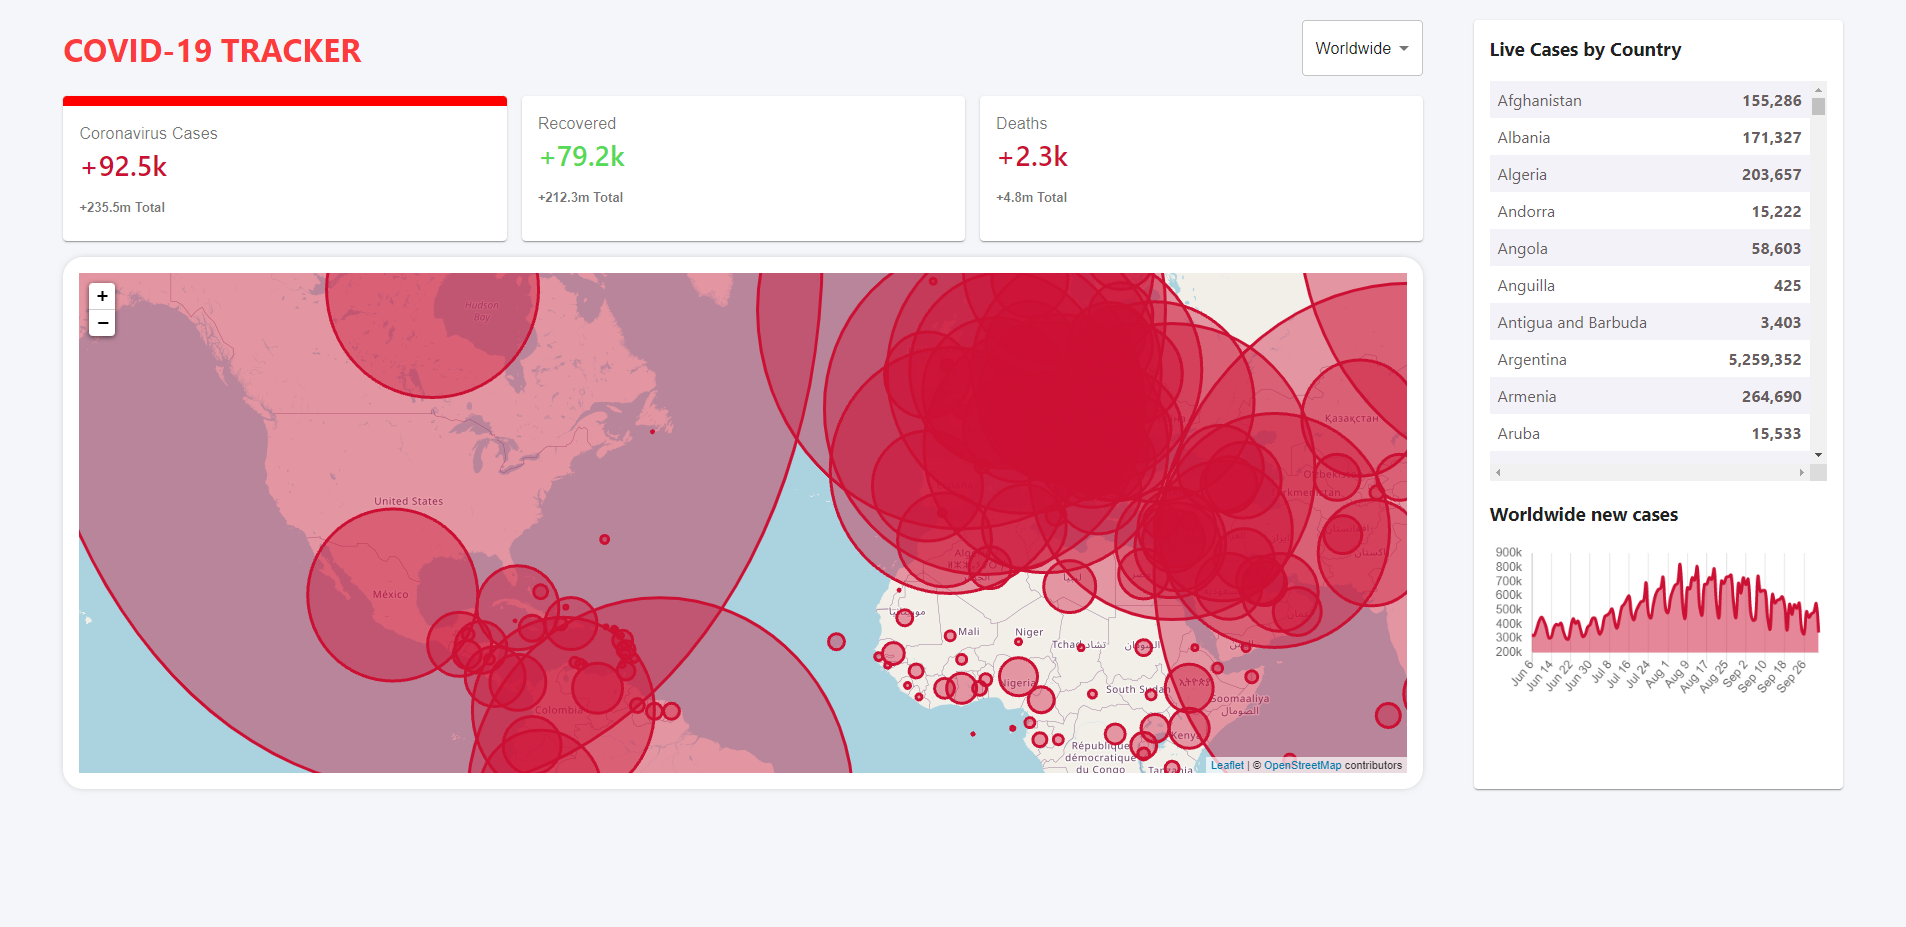 COVID-19 TRACKER
Worldwide
Coronavirus Cases
+92.5k
+235.5m Total
Recovered
+79.2k
+212.3m Total
Deaths
+2.3k
+4.8m Total
+
−
Hudson
Bay
United States
México
Colombia
Қазақстан
موريتانيا
Mali
Niger
Tchad تشاد
السودان
ليبيا
Nigeria
South Sudan
Soomaaliya
الصومال
Kenya
République
démocratique
du Congo
Tanzania
Leaflet | © OpenStreetMap contributors
Live Cases by Country
Afghanistan 155,286
Albania 171,327
Algeria 203,657
Andorra 15,222
Angola 58,603
Anguilla 425
Antigua and Barbuda 3,403
Argentina 5,259,352
Armenia 264,690
Aruba 15,533
Worldwide new cases
900k
800k
700k
600k
500k
400k
300k
200k
Jun 6
Jun 14
Jun 22
Jun 30
Jul 8
Jul 16
Jul 24
Aug 1
Aug 9
Aug 17
Aug 25
Sep 2
Sep 10
Sep 18
Sep 26